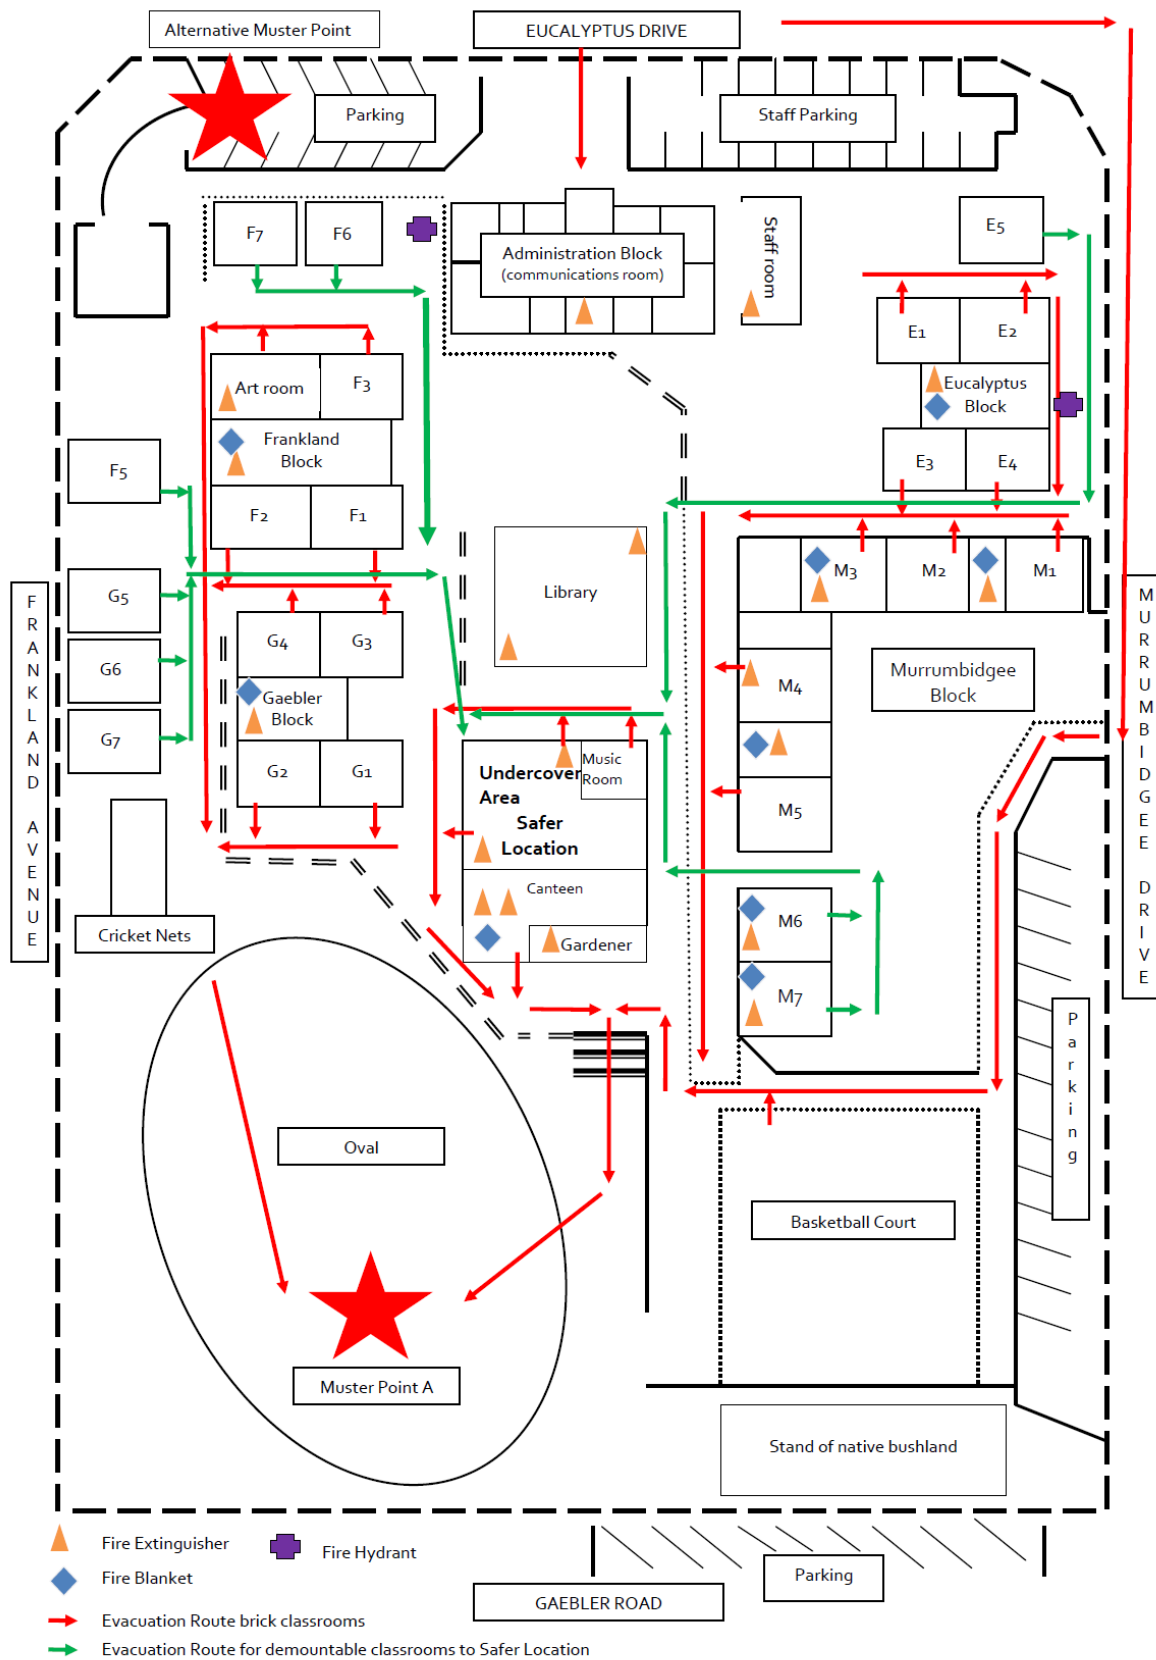 Alternative Muster Point
EUCALYPTUS DRIVE
Parking
Staff Parking
F7
F6
Administration Block
(communications room)
Staff room
E5
E1
E2
Art room
F3
Eucalyptus
Block
Frankland
Block
E3
E4
F5
F2
F1
FRANKLAND AVENUE
G5
Library
M3
M2
M1
MURRUMBIDGEE DRIVE
G4
G3
G6
Murrumbidgee
Block
M4
Gaebler
Block
G7
G2
G1
Music
Room
Undercover
Area
Safer
Location
M5
Canteen
M6
Cricket Nets
Gardener
M7
Parking
Oval
Basketball Court
Muster Point A
Stand of native bushland
Fire Extinguisher
Fire Hydrant
Fire Blanket
Parking
GAEBLER ROAD
Evacuation Route brick classrooms
Evacuation Route for demountable classrooms to Safer Location